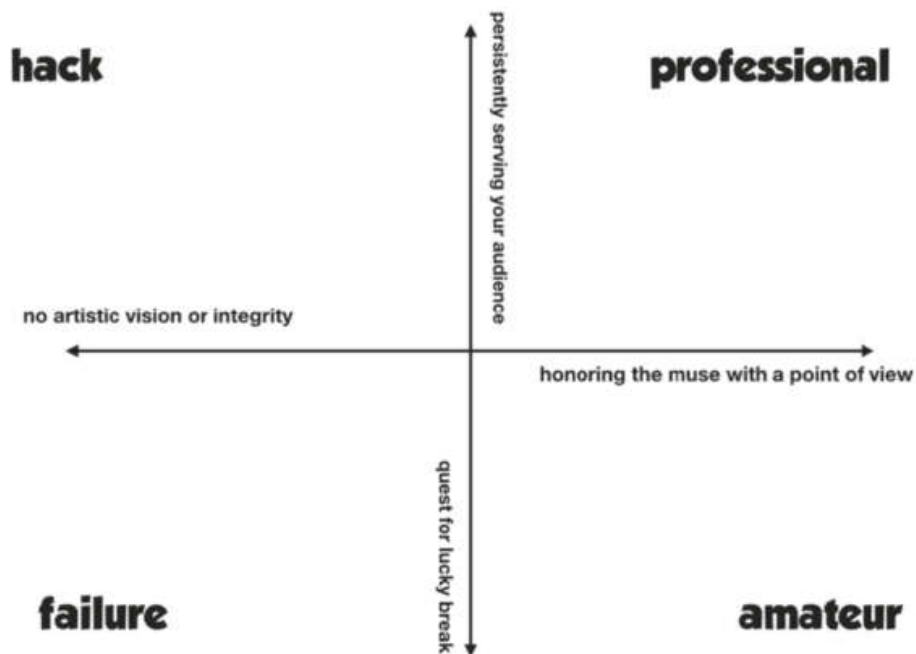 hack
persistently serving your audience
professional
no artistic vision or integrity
honoring the muse with a point of view
quest for lucky break
failure
amateur